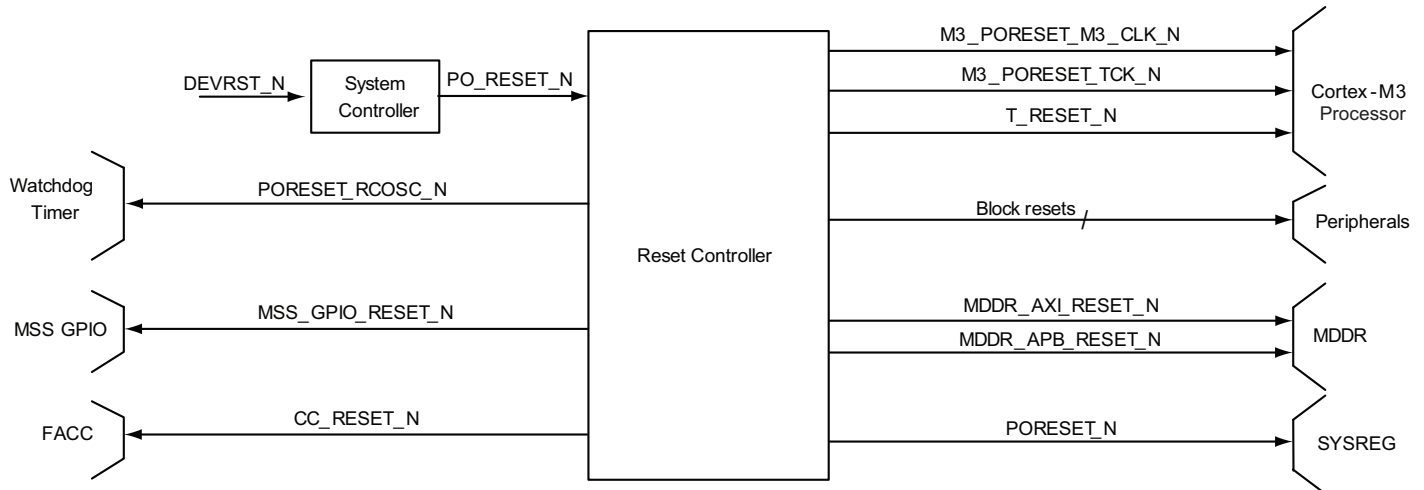 M3_PORESET_M3_CLK_N
DEVRST_N
System
Controller
PO_RESET_N
M3_PORESET_TCK_N
Cortex-M3
Processor
T_RESET_N
Watchdog
Timer
PORESET_RCOSC_N
Block resets
Peripherals
Reset Controller
MSS GPIO
MSS_GPIO_RESET_N
MDDR_AXI_RESET_N
MDDR_APB_RESET_N
MDDR
FACC
CC_RESET_N
PORESET_N
SYSREG